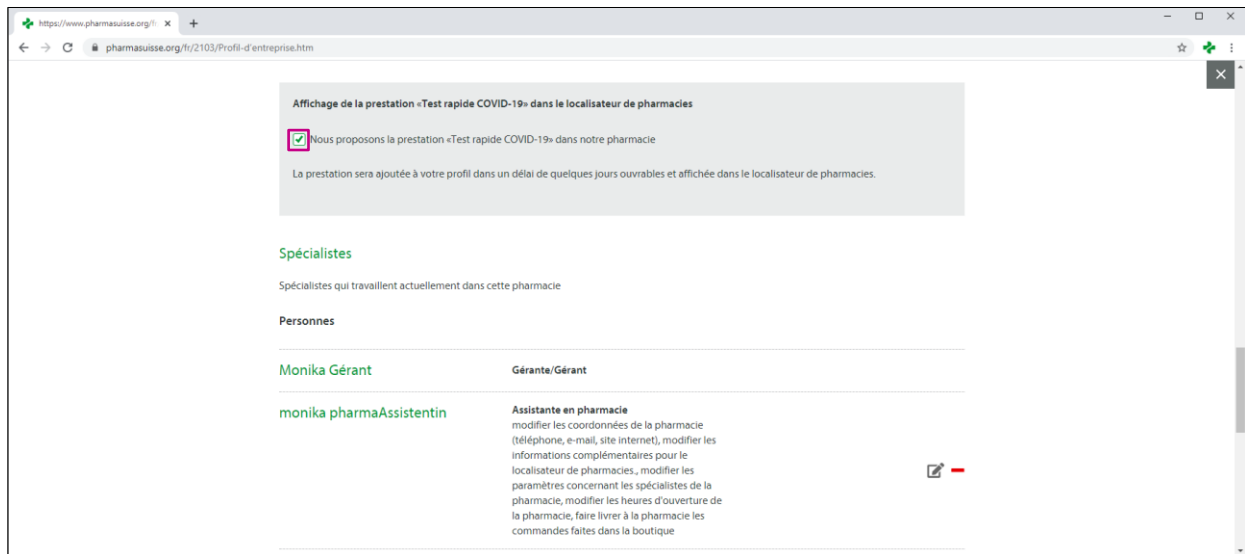 https://www.pharmasuisse.org/fr
pharmasuisse.org/fr/2103/Profil-d'entreprise.htm
Affichage de la prestation «Test rapide COVID-19» dans le localisateur de pharmacies
Nous proposons la prestation «Test rapide COVID-19» dans notre pharmacie
La prestation sera ajoutée à votre profil dans un délai de quelques jours ouvrables et affichée dans le localisateur de pharmacies.
Spécialistes
Spécialistes qui travaillent actuellement dans cette pharmacie
Personnes
Monika Gérant
Gérante/Gérant
monika pharmaAssistentin
Assistante en pharmacie
modifier les coordonnées de la pharmacie
(téléphone, e-mail, site internet), modifier les
informations complémentaires pour le
localisateur de pharmacies., modifier les
paramètres concernant les spécialistes de la
pharmacie, modifier les heures d'ouverture de
la pharmacie, faire livrer à la pharmacie les
commandes faites dans la boutique